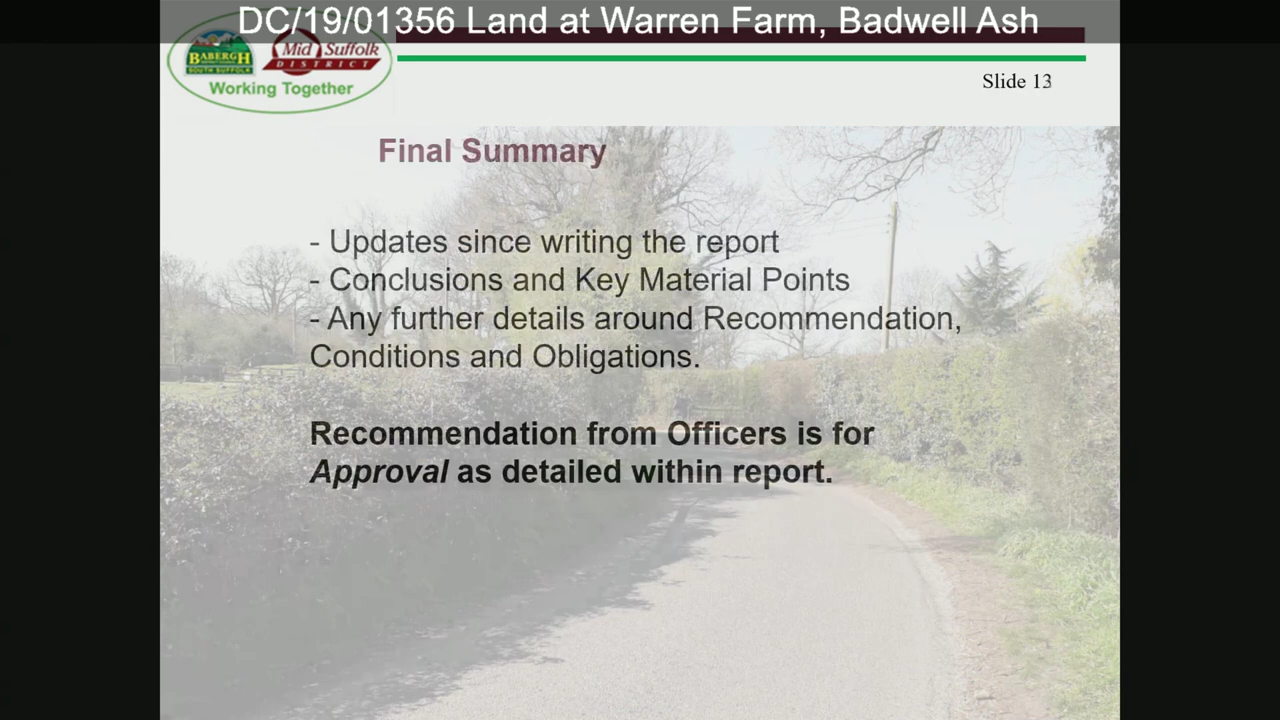 DC/19/01356 Land at Warren Farm, Badwell Ash
BABERGH
SOUTH SUFFOLK
Mid Suffolk
DISTRICT
Working Together
Slide 13
Final Summary
- Updates since writing the report
- Conclusions and Key Material Points
- Any further details around Recommendation,
Conditions and Obligations.
Recommendation from Officers is for
Approval as detailed within report.